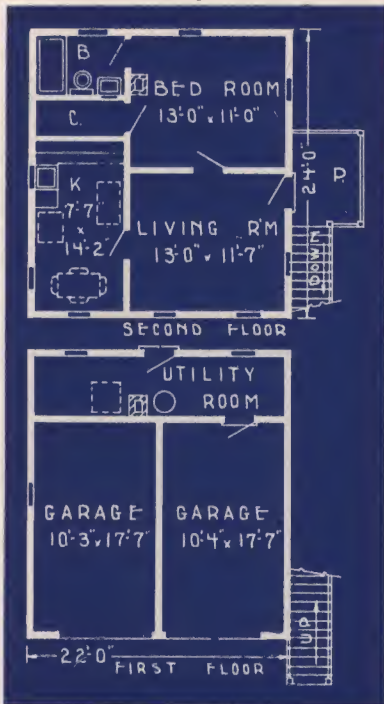 B
BED ROOM
13'-0" x 11'-0"
C.
K
7'-7"
x
14'-2"
LIVING R'M
13'-0" x 11'-7"
24'-0"
P.
DOWN
SECOND FLOOR
UTILITY
ROOM
GARAGE
10'-3" x 17'-7"
GARAGE
10'-4" x 17'-7"
UP
22'-0"
FIRST FLOOR